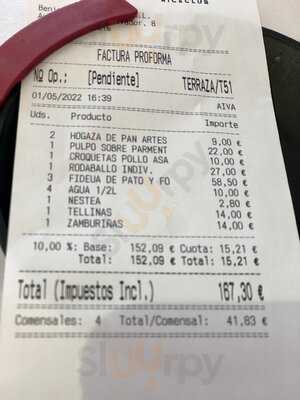 FACTURA PROFORMA
Nº Op.: [Pendiente] TERRAZA/T51
01/05/2022 16:39 AIVA
Uds. Producto Importe
2 HOGAZA DE PAN ARTES 9,00 €
1 PULPO SOBRE PARMENT 22,00 €
1 CROQUETAS POLLO ASA 10,00 €
1 RODABALLO INDIV. 27,00 €
3 FIDEUA DE PATO Y FO 58,50 €
4 AGUA 1/2L 10,00 €
1 NESTEA 2,80 €
1 TELLINAS 14,00 €
1 ZAMBURIÑAS 14,00 €
10,00 %: Base: 152,09 € Cuota: 15,21 €
Total: 152,09 € Total: 15,21 €
Total (Impuestos Incl.) 167,30 €
Comensales: 4 Total/Comensal: 41,83 €
sluurpy